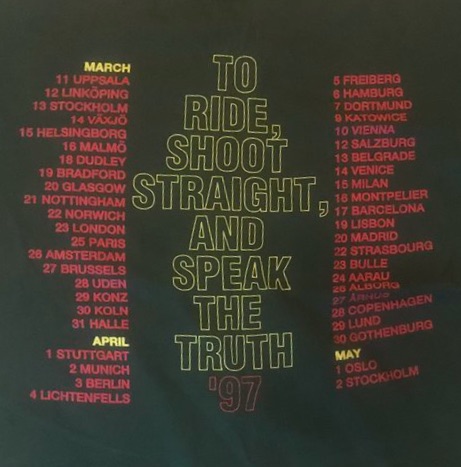 MARCH
11 UPPSALA
12 LINKÖPING
13 STOCKHOLM
14 VÄXJÖ
15 HELSINGBORG
16 MALMÖ
18 DUDLEY
19 BRADFORD
20 GLASGOW
21 NOTTINGHAM
22 NORWICH
23 LONDON
25 PARIS
26 AMSTERDAM
27 BRUSSELS
28 UDEN
29 KONZ
30 KOLN
31 HALLE
APRIL
1 STUTTGART
2 MUNICH
3 BERLIN
4 LICHTENFELS
TO
RIDE,
SHOOT
STRAIGHT,
AND
SPEAK
THE
TRUTH
'97
5 FREIBERG
6 HAMBURG
7 DORTMUND
9 KATOWICE
10 VIENNA
12 SALZBURG
13 BELGRADE
14 VENICE
15 MILAN
16 MONTPELIER
17 BARCELONA
19 LISBON
20 MADRID
22 STRASBOURG
23 BULLE
24 AARAU
26 ALBORG
27 ÅRHUS
28 COPENHAGEN
29 LUND
30 GOTHENBURG
MAY
1 OSLO
2 STOCKHOLM